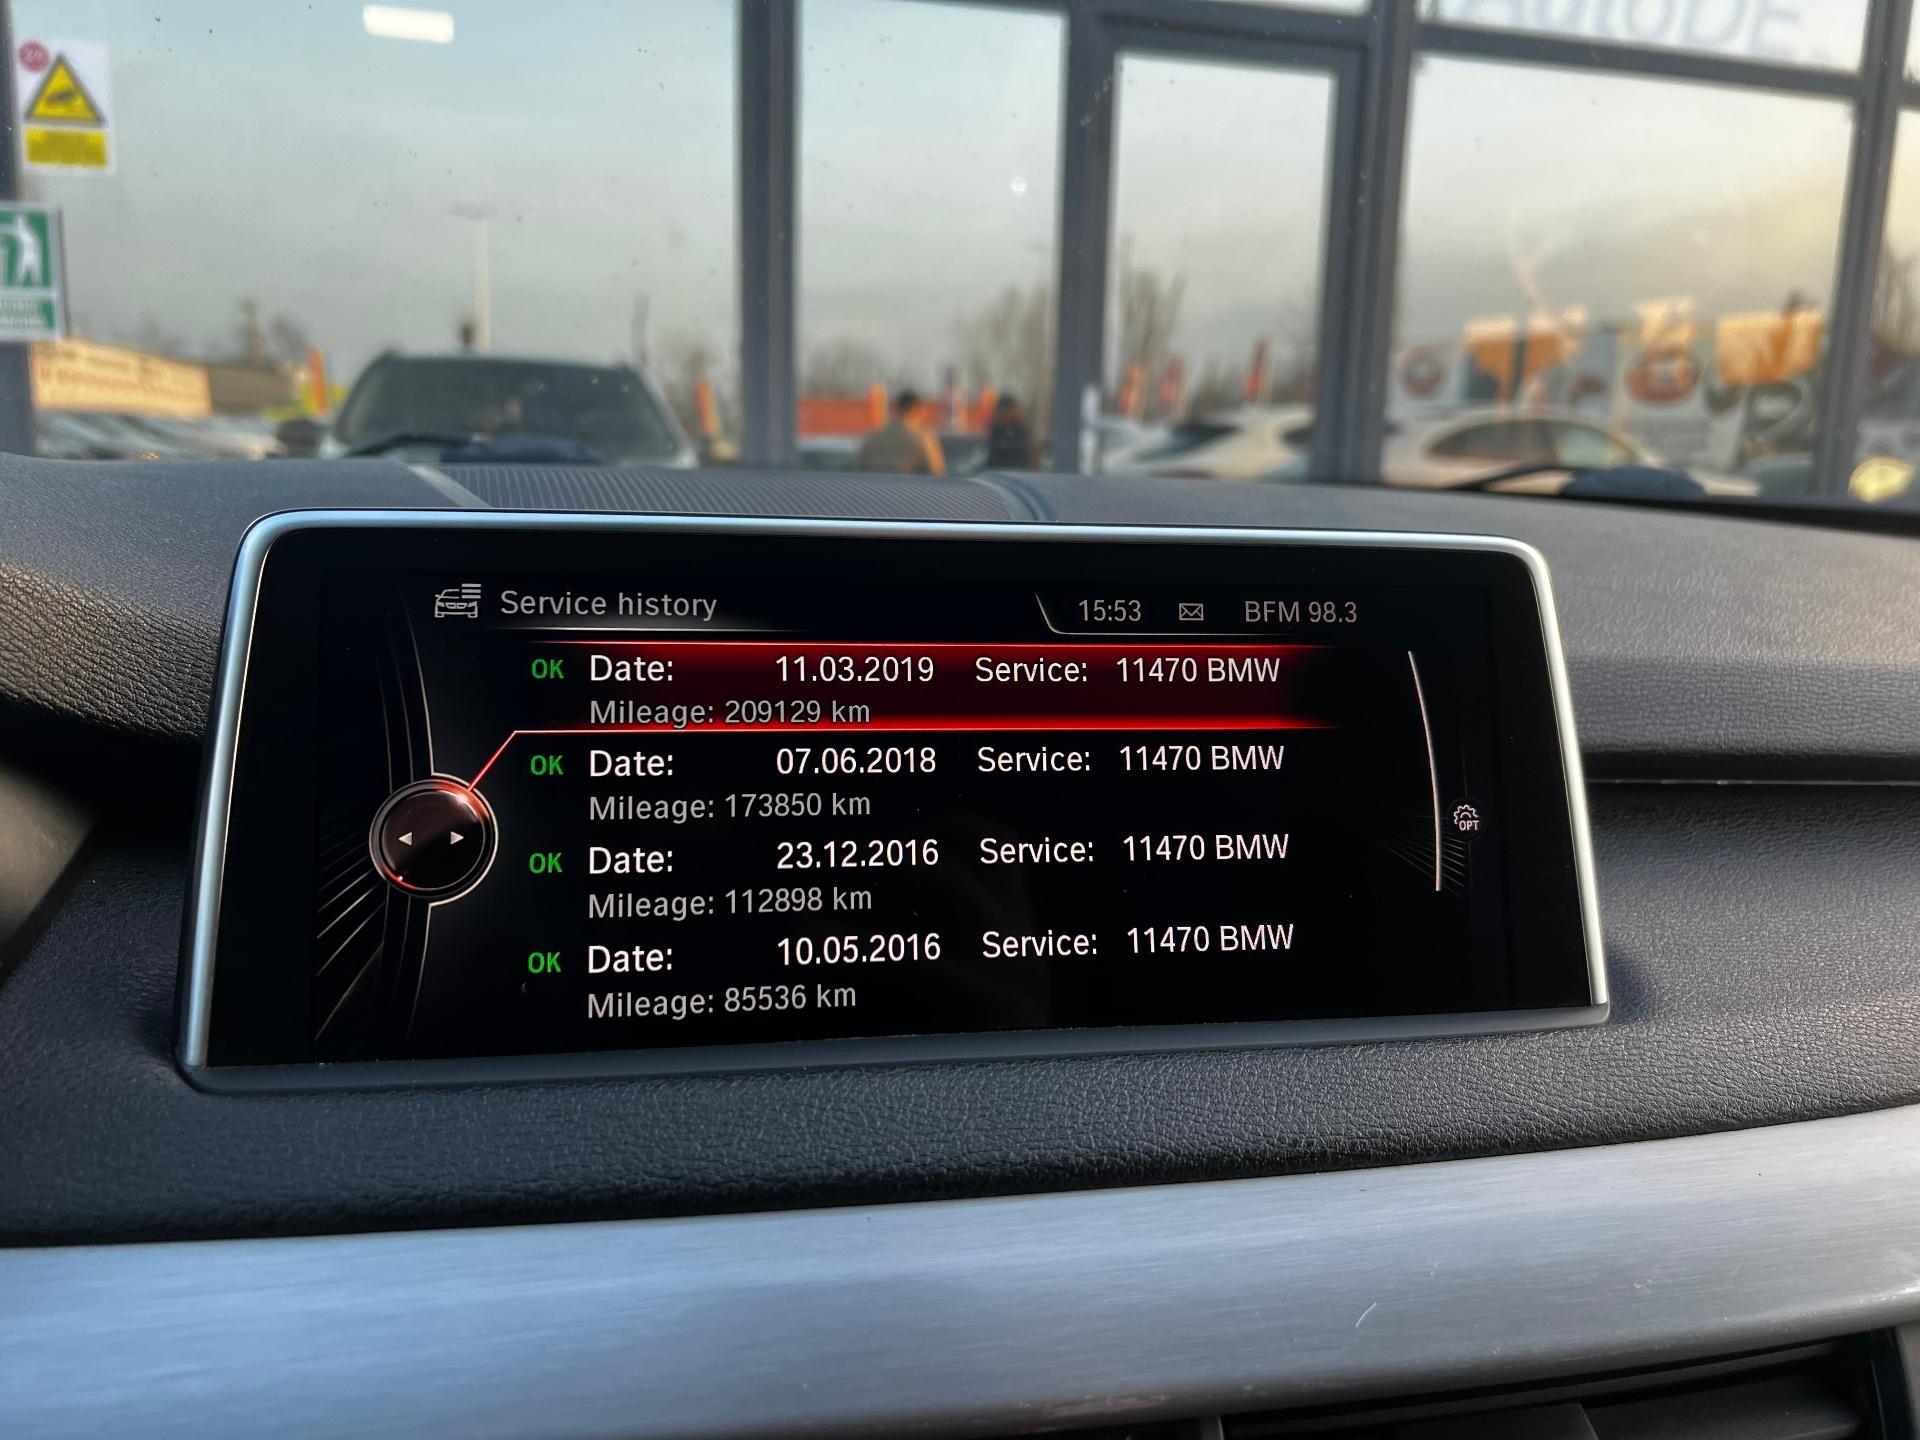 AutoDE
Service history 15:53 BFM 98.3
OK Date: 11.03.2019 Service: 11470 BMW
Mileage: 209129 km
OK Date: 07.06.2018 Service: 11470 BMW
Mileage: 173850 km
OK Date: 23.12.2016 Service: 11470 BMW
Mileage: 112898 km
OK Date: 10.05.2016 Service: 11470 BMW
Mileage: 85536 km
OPT